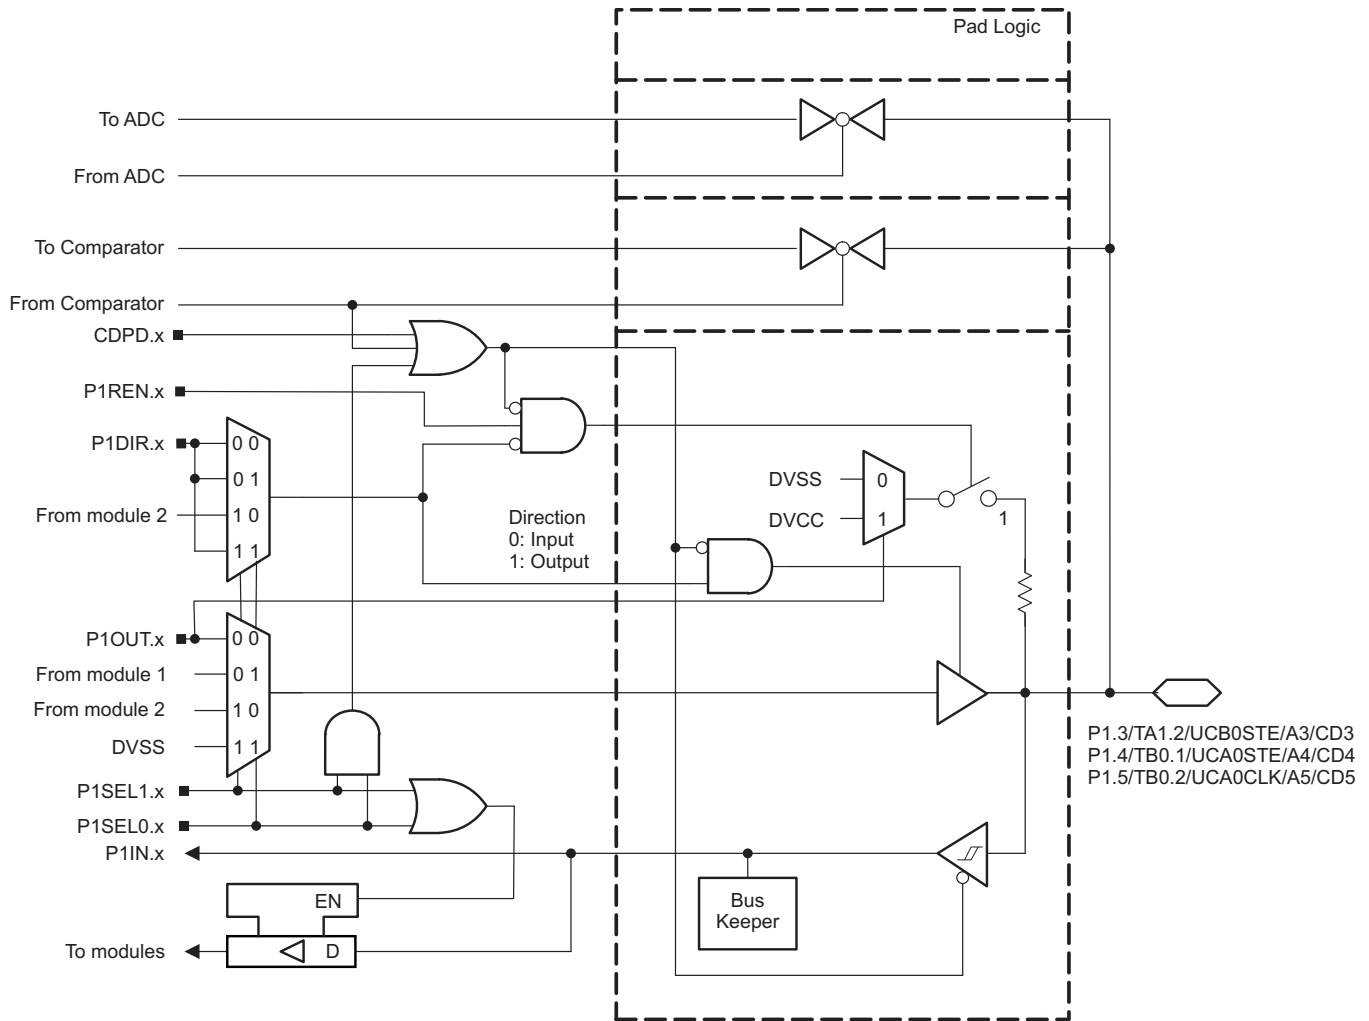 Pad Logic
To ADC
From ADC
To Comparator
From Comparator
CDPD.x
P1REN.x
P1DIR.x
0 0
0 1
From module 2
1 0
1 1
Direction
0: Input
1: Output
DVSS
0
DVCC
1
1
P1OUT.x
0 0
From module 1
0 1
From module 2
1 0
DVSS
1 1
P1.3/TA1.2/UCB0STE/A3/CD3
P1.4/TB0.1/UCA0STE/A4/CD4
P1.5/TB0.2/UCA0CLK/A5/CD5
P1SEL1.x
P1SEL0.x
P1IN.x
EN
Bus
Keeper
To modules
D